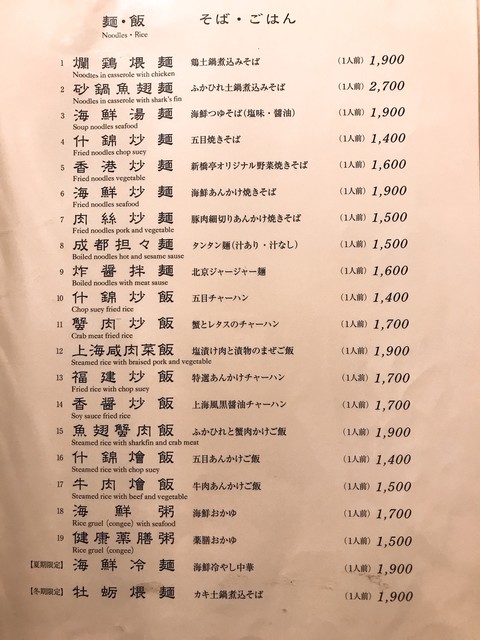 麺・飯 そば・ごはん
Noodles・Rice
1 爛鶏煨麺 鶏土鍋煮込みそば (1人前) 1,900
Noodles in casserole with chicken
2 砂鍋魚翅麺 ふかひれ土鍋煮込みそば (1人前) 2,700
Noodles in casserole with shark's fin
3 海鮮湯麺 海鮮つゆそば(塩味・醤油) (1人前) 1,900
Soup noodles seafood
4 什錦炒麺 五目焼きそば (1人前) 1,400
Fried noodles chop suey
5 香港炒麺 新橋亭オリジナル野菜焼きそば (1人前) 1,600
Fried noodles vegetable
6 海鮮炒麺 海鮮あんかけ焼きそば (1人前) 1,900
Fried noodles seafood
7 肉絲炒麺 豚肉細切りあんかけ焼きそば (1人前) 1,500
Fried noodles pork and vegetable
8 成都担々麺 タンタン麺(汁あり・汁なし) (1人前) 1,500
Boiled noodles hot and sesame sause
9 炸醤拌麺 北京ジャージャー麺 (1人前) 1,600
Boiled noodles with meat sause
10 什錦炒飯 五目チャーハン (1人前) 1,400
Chop suey fried rice
11 蟹肉炒飯 蟹とレタスのチャーハン (1人前) 1,700
Crab meat fried rice
12 上海咸肉菜飯 塩漬け肉と漬物のまぜご飯 (1人前) 1,900
Steamed rice with braised pork and vegetable
13 福建炒飯 特選あんかけチャーハン (1人前) 1,700
Fried rice with chop suey
14 香醤炒飯 上海風黒醤油チャーハン (1人前) 1,700
Soy sauce fried rice
15 魚翅蟹肉飯 ふかひれと蟹肉かけご飯 (1人前) 1,900
Steamed rice with sharkfin and crab meat
16 什錦燴飯 五目あんかけご飯 (1人前) 1,400
Steamed rice with chop suey
17 牛肉燴飯 牛肉あんかけご飯 (1人前) 1,500
Steamed rice with beef and vegetable
18 海鮮粥 海鮮おかゆ (1人前) 1,700
Rice gruel (congee) with seafood
19 健康薬膳粥 薬膳おかゆ (1人前) 1,500
Rice gruel (congee)
【夏期限定】 海鮮冷麺 海鮮冷やし中華 (1人前) 1,900
【冬期限定】 牡蛎煨麺 カキ土鍋煮込そば (1人前) 1,900